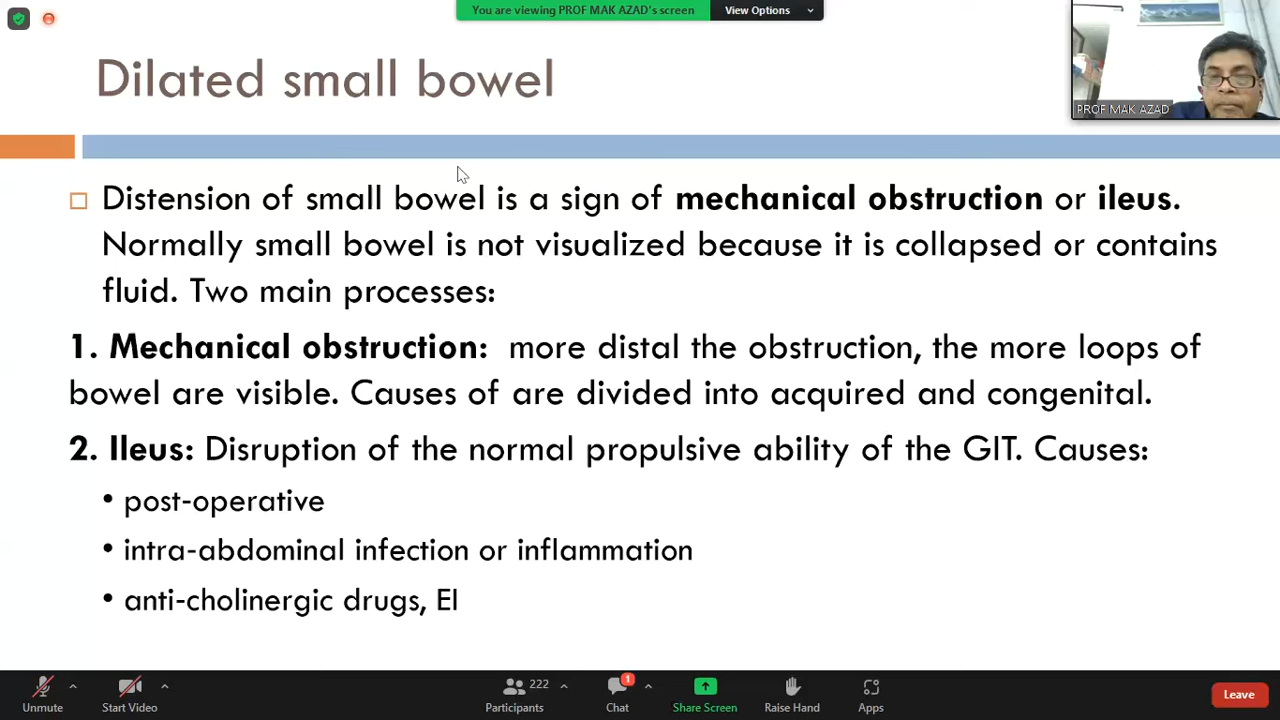 You are viewing PROF MAK AZAD's screen
View Options
Dilated small bowel
PROF MAK AZAD
Distension of small bowel is a sign of mechanical obstruction or ileus.
Normally small bowel is not visualized because it is collapsed or contains
fluid. Two main processes:
1. Mechanical obstruction: more distal the obstruction, the more loops of
bowel are visible. Causes of are divided into acquired and congenital.
2. Ileus: Disruption of the normal propulsive ability of the GIT. Causes:
• post-operative
• intra-abdominal infection or inflammation
• anti-cholinergic drugs, EI
222
1
Unmute
Start Video
Participants
Chat
Share Screen
Raise Hand
Apps
Leave